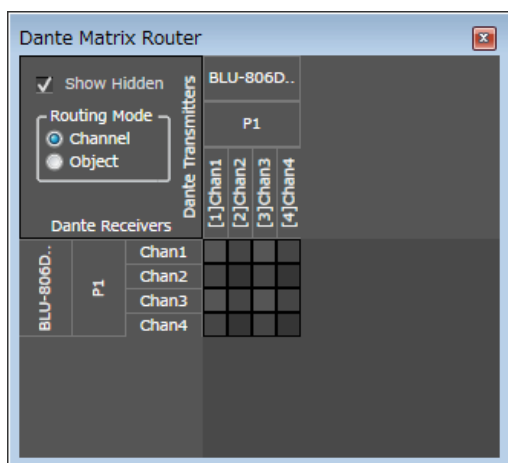 Dante Matrix Router
Show Hidden
Routing Mode
Channel
Object
Dante Transmitters
Dante Receivers
BLU-806D..
P1
[1]Chan1
[2]Chan2
[3]Chan3
[4]Chan4
BLU-806D..
P1
Chan1
Chan2
Chan3
Chan4